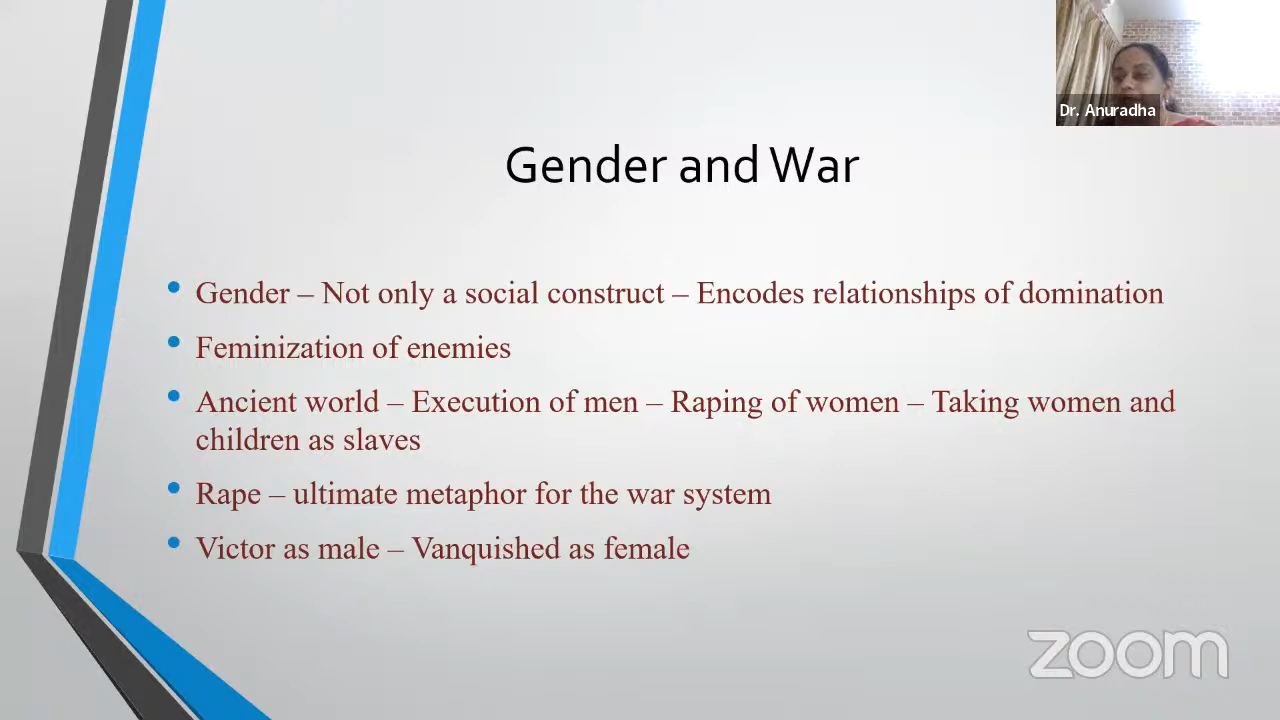 Dr. Anuradha
Gender and War
• Gender – Not only a social construct – Encodes relationships of domination
• Feminization of enemies
• Ancient world – Execution of men – Raping of women – Taking women and
children as slaves
• Rape – ultimate metaphor for the war system
• Victor as male – Vanquished as female
zoom